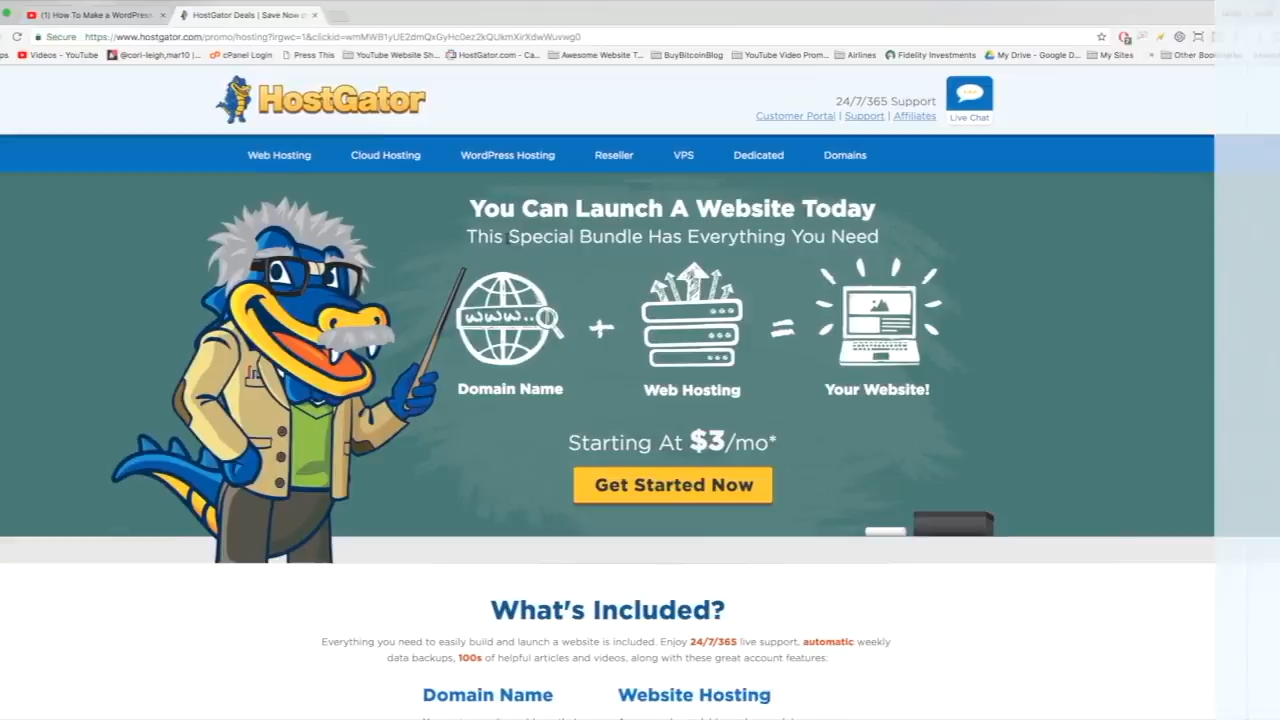 (1) How To Make a WordPress
HostGator Deals | Save Now
Secure
https://www.hostgator.com/promo/hosting?irgwc=1&clickid=
Videos - YouTube
@cori-leigh,mar10 |...
cPanel Login
Press This
YouTube Website Sh...
HostGator.com - Ca...
Awesome Website T...
BuyBitcoinBlog
YouTube Video Prom...
Airlines
Fidelity Investments
My Drive - Google D...
My Sites
»
Other Boo
HostGator
24/7/365 Support
Customer Portal | Support | Affiliates
Live Chat
Web Hosting
Cloud Hosting
WordPress Hosting
Reseller
VPS
Dedicated
Domains
You Can Launch A Website Today
This Special Bundle Has Everything You Need
www..
+
=
Domain Name
Web Hosting
Your Website!
Starting At $3/mo*
Get Started Now
What's Included?
Everything you need to easily build and launch a website is included. Enjoy 24/7/365 live support, automatic weekly
data backups, 100s of helpful articles and videos, along with these great account features:
Domain Name
Website Hosting